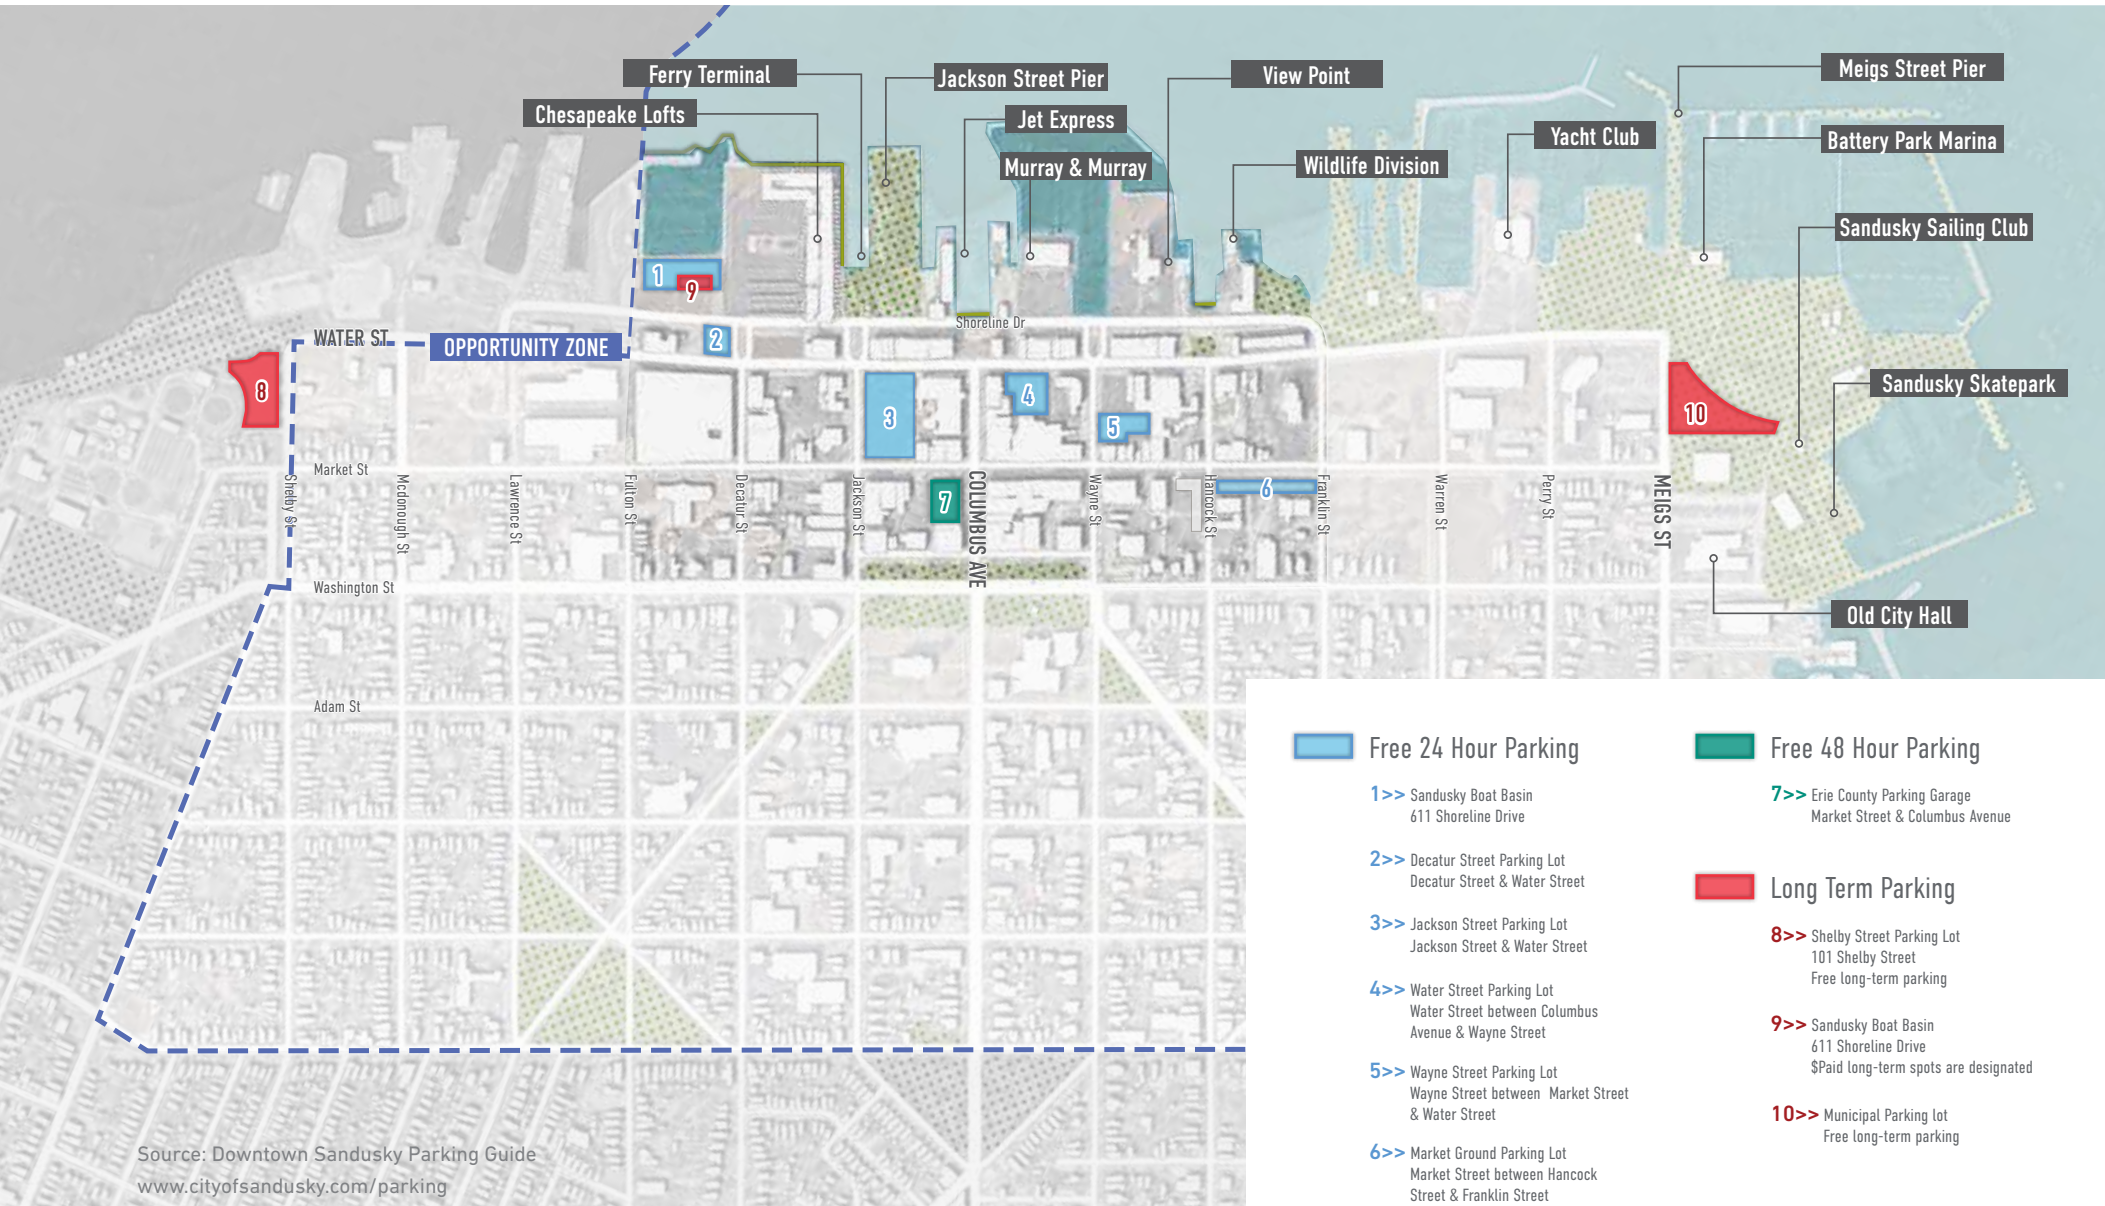 Ferry Terminal
Jackson Street Pier
View Point
Meigs Street Pier
Chesapeake Lofts
Jet Express
Yacht Club
Battery Park Marina
Murray & Murray
Wildlife Division
Sandusky Sailing Club
1
9
2
Shoreline Dr
WATER ST
OPPORTUNITY ZONE
8
3
4
5
10
Sandusky Skatepark
Market St
Shelby St
Mcdonough St
Lawrence St
Fulton St
Decatur St
Jackson St
7
COLUMBUS AVE
Wayne St
Hancock St
6
Franklin St
Warren St
Perry St
MEIGS ST
Washington St
Old City Hall
Adam St
Free 24 Hour Parking
1>> Sandusky Boat Basin
611 Shoreline Drive
2>> Decatur Street Parking Lot
Decatur Street & Water Street
3>> Jackson Street Parking Lot
Jackson Street & Water Street
4>> Water Street Parking Lot
Water Street between Columbus
Avenue & Wayne Street
5>> Wayne Street Parking Lot
Wayne Street between Market Street
& Water Street
6>> Market Ground Parking Lot
Market Street between Hancock
Street & Franklin Street
Free 48 Hour Parking
7>> Erie County Parking Garage
Market Street & Columbus Avenue
Long Term Parking
8>> Shelby Street Parking Lot
101 Shelby Street
Free long-term parking
9>> Sandusky Boat Basin
611 Shoreline Drive
$Paid long-term spots are designated
10>> Municipal Parking lot
Free long-term parking
Source: Downtown Sandusky Parking Guide
www.cityofsandusky.com/parking